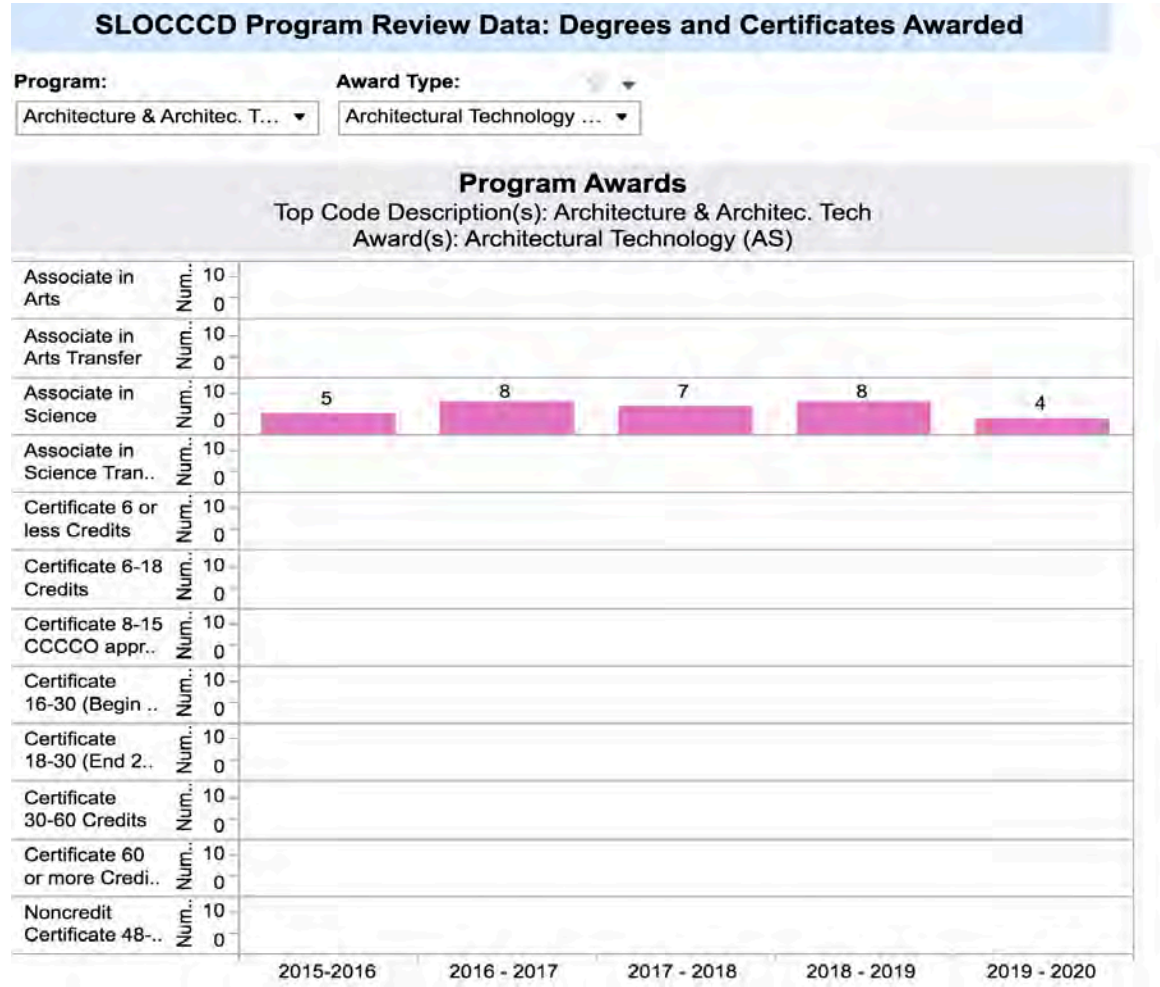 SLOCCCD Program Review Data: Degrees and Certificates Awarded
Program:
Award Type:
Architecture & Architec. T...
Architectural Technology ...
Program Awards
Top Code Description(s): Architecture & Architec. Tech
Award(s): Architectural Technology (AS)
Associate in
Arts
Num..
10
0
Associate in
Arts Transfer
Num..
10
0
Associate in
Science
Num..
10
0
5
8
7
8
4
Associate in
Science Tran..
Num..
10
0
Certificate 6 or
less Credits
Num..
10
0
Certificate 6-18
Credits
Num..
10
0
Certificate 8-15
CCCCO appr..
Num..
10
0
Certificate
16-30 (Begin ..
Num..
10
0
Certificate
18-30 (End 2..
Num..
10
0
Certificate
30-60 Credits
Num..
10
0
Certificate 60
or more Credi..
Num..
10
0
Noncredit
Certificate 48-..
Num..
10
0
2015-2016
2016 - 2017
2017 - 2018
2018 - 2019
2019 - 2020